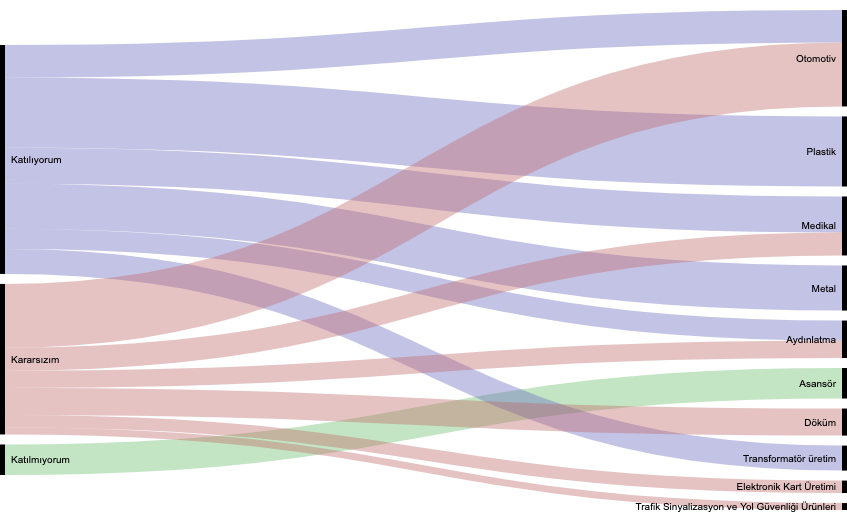 Katılıyorum
Kararsızım
Katılmıyorum
Otomotiv
Plastik
Medikal
Metal
Aydınlatma
Asansör
Döküm
Transformatör üretim
Elektronik Kart Üretimi
Trafik Sinyalizasyon ve Yol Güvenliği Ürünleri